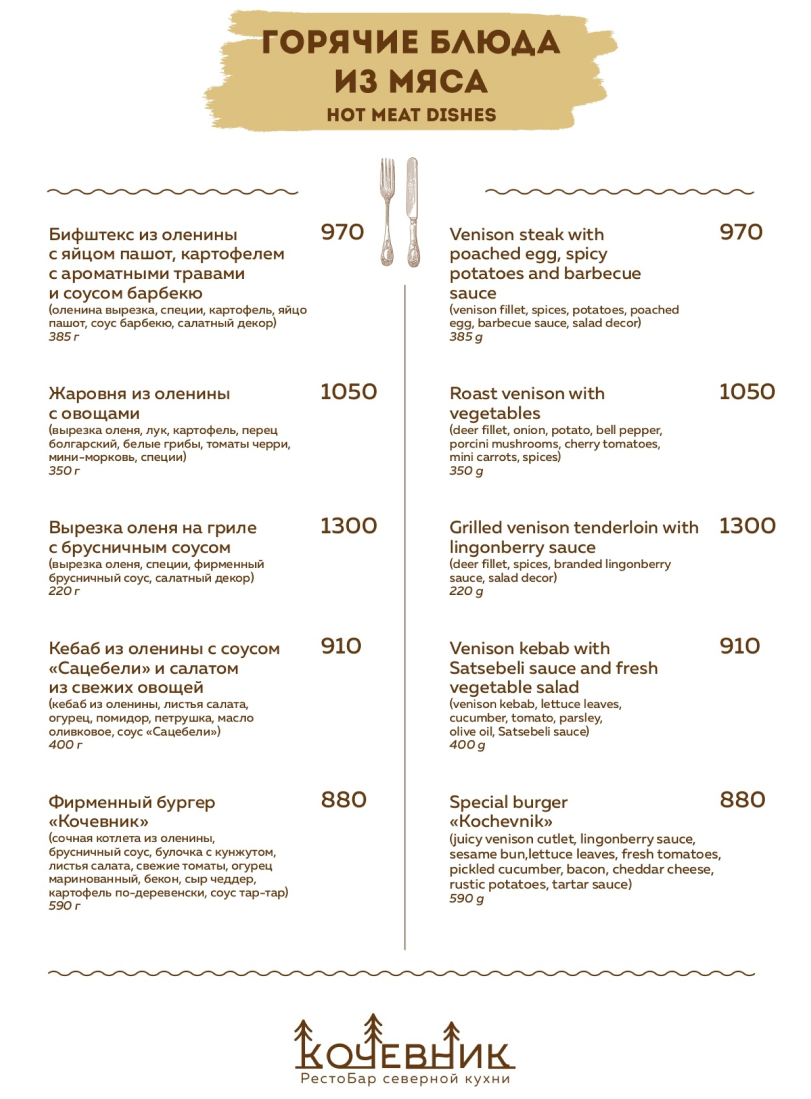 ГОРЯЧИЕ БЛЮДА
ИЗ МЯСА
HOT MEAT DISHES
Бифштекс из оленины 970
с яйцом пашот, картофелем
с ароматными травами
и соусом барбекю
(оленина вырезка, специи, картофель, яйцо
пашот, соус барбекю, салатный декор)
385 г
Жаровня из оленины 1050
с овощами
(вырезка оленя, лук, картофель, перец
болгарский, белые грибы, томаты черри,
мини-морковь, специи)
350 г
Вырезка оленя на гриле 1300
с брусничным соусом
(вырезка оленя, специи, фирменный
брусничный соус, салатный декор)
220 г
Кебаб из оленины с соусом 910
«Сацебели» и салатом
из свежих овощей
(кебаб из оленины, листья салата,
огурец, помидор, петрушка, масло
оливковое, соус «Сацебели»)
400 г
Фирменный бургер 880
«Кочевник»
(сочная котлета из оленины,
брусничный соус, булочка с кунжутом,
листья салата, свежие томаты, огурец
маринованный, бекон, сыр чеддер,
картофель по-деревенски, соус тар-тар)
590 г
Venison steak with 970
poached egg, spicy
potatoes and barbecue
sauce
(venison fillet, spices, potatoes, poached
egg, barbecue sauce, salad decor)
385 g
Roast venison with 1050
vegetables
(deer fillet, onion, potato, bell pepper,
porcini mushrooms, cherry tomatoes,
mini carrots, spices)
350 g
Grilled venison tenderloin with 1300
lingonberry sauce
(deer fillet, spices, branded lingonberry
sauce, salad decor)
220 g
Venison kebab with 910
Satsebeli sauce and fresh
vegetable salad
(venison kebab, lettuce leaves,
cucumber, tomato, parsley,
olive oil, Satsebeli sauce)
400 g
Special burger 880
«Kochevnik»
(juicy venison cutlet, lingonberry sauce,
sesame bun,lettuce leaves, fresh tomatoes,
pickled cucumber, bacon, cheddar cheese,
rustic potatoes, tartar sauce)
590 g
КОЧЕВНИК
РестоБар северной кухни